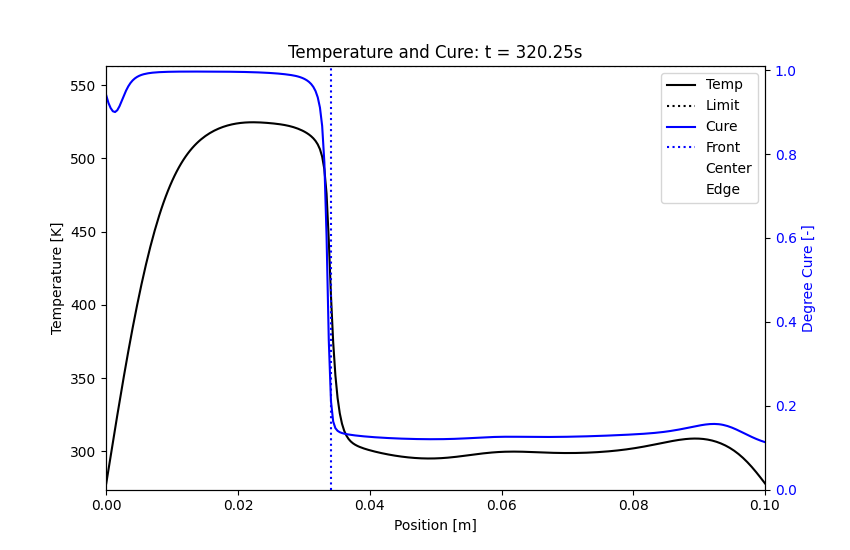 Temperature and Cure: t = 320.25s
Temperature [K]
550
500
450
400
350
300
Temp
Limit
Cure
Front
Center
Edge
1.0
0.8
0.6
0.4
0.2
0.0
Degree Cure [-]
0.00 0.02 0.04 0.06 0.08 0.10
Position [m]